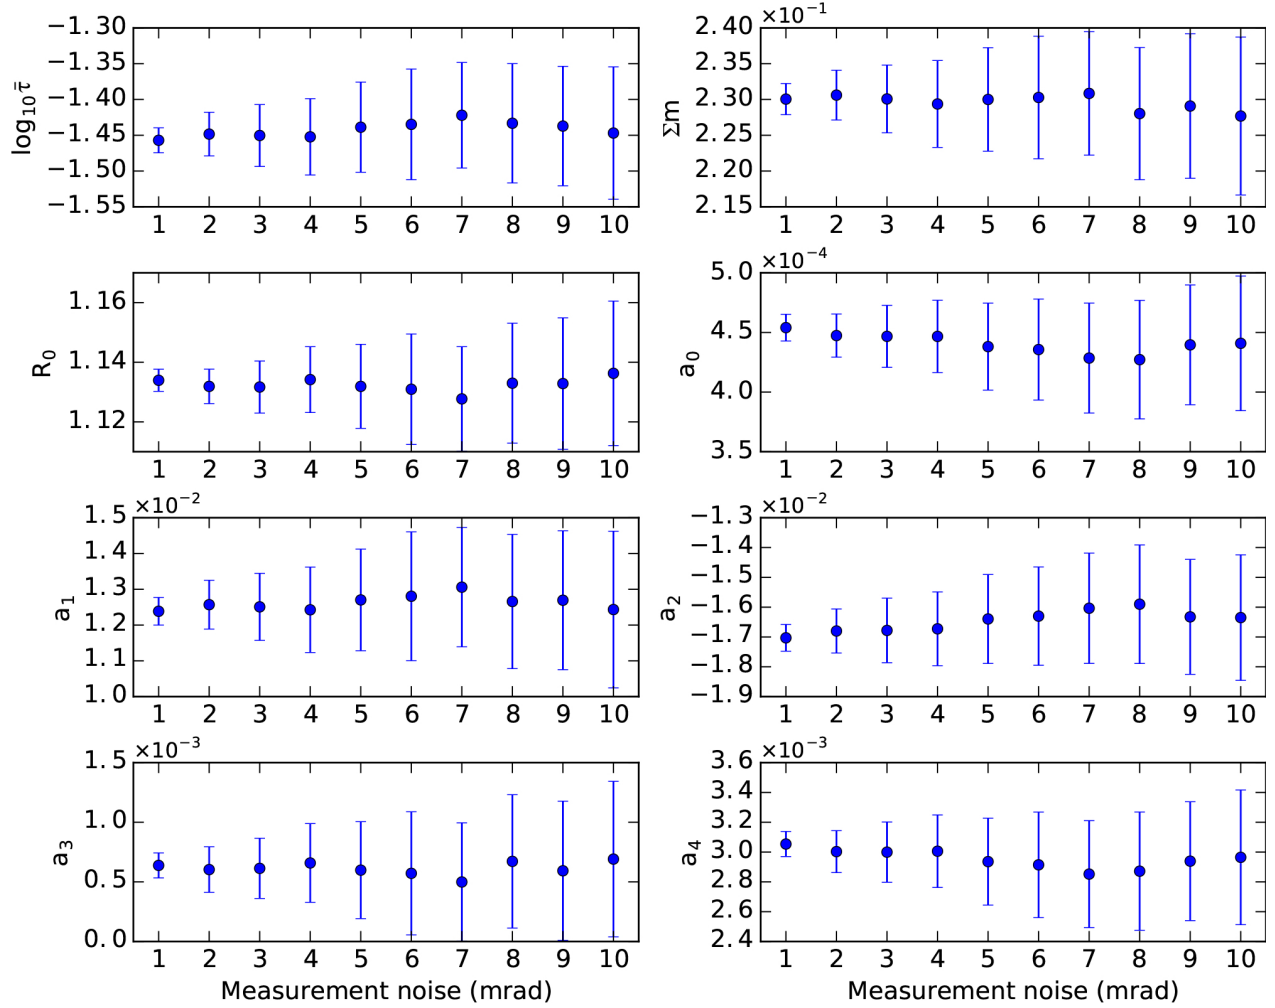 −1.30
−1.35
−1.40
−1.45
−1.50
−1.55
log10 τ̄
1 2 3 4 5 6 7 8 9 10
×10−1
2.40
2.35
2.30
2.25
2.20
2.15
Σm
1 2 3 4 5 6 7 8 9 10
1.16
1.14
1.12
R0
1 2 3 4 5 6 7 8 9 10
×10−4
5.0
4.5
4.0
3.5
a0
1 2 3 4 5 6 7 8 9 10
×10−2
1.5
1.4
1.3
1.2
1.1
1.0
a1
1 2 3 4 5 6 7 8 9 10
×10−2
−1.3
−1.4
−1.5
−1.6
−1.7
−1.8
−1.9
a2
1 2 3 4 5 6 7 8 9 10
×10−3
1.5
1.0
0.5
0.0
a3
1 2 3 4 5 6 7 8 9 10
Measurement noise (mrad)
×10−3
3.6
3.4
3.2
3.0
2.8
2.6
2.4
a4
1 2 3 4 5 6 7 8 9 10
Measurement noise (mrad)